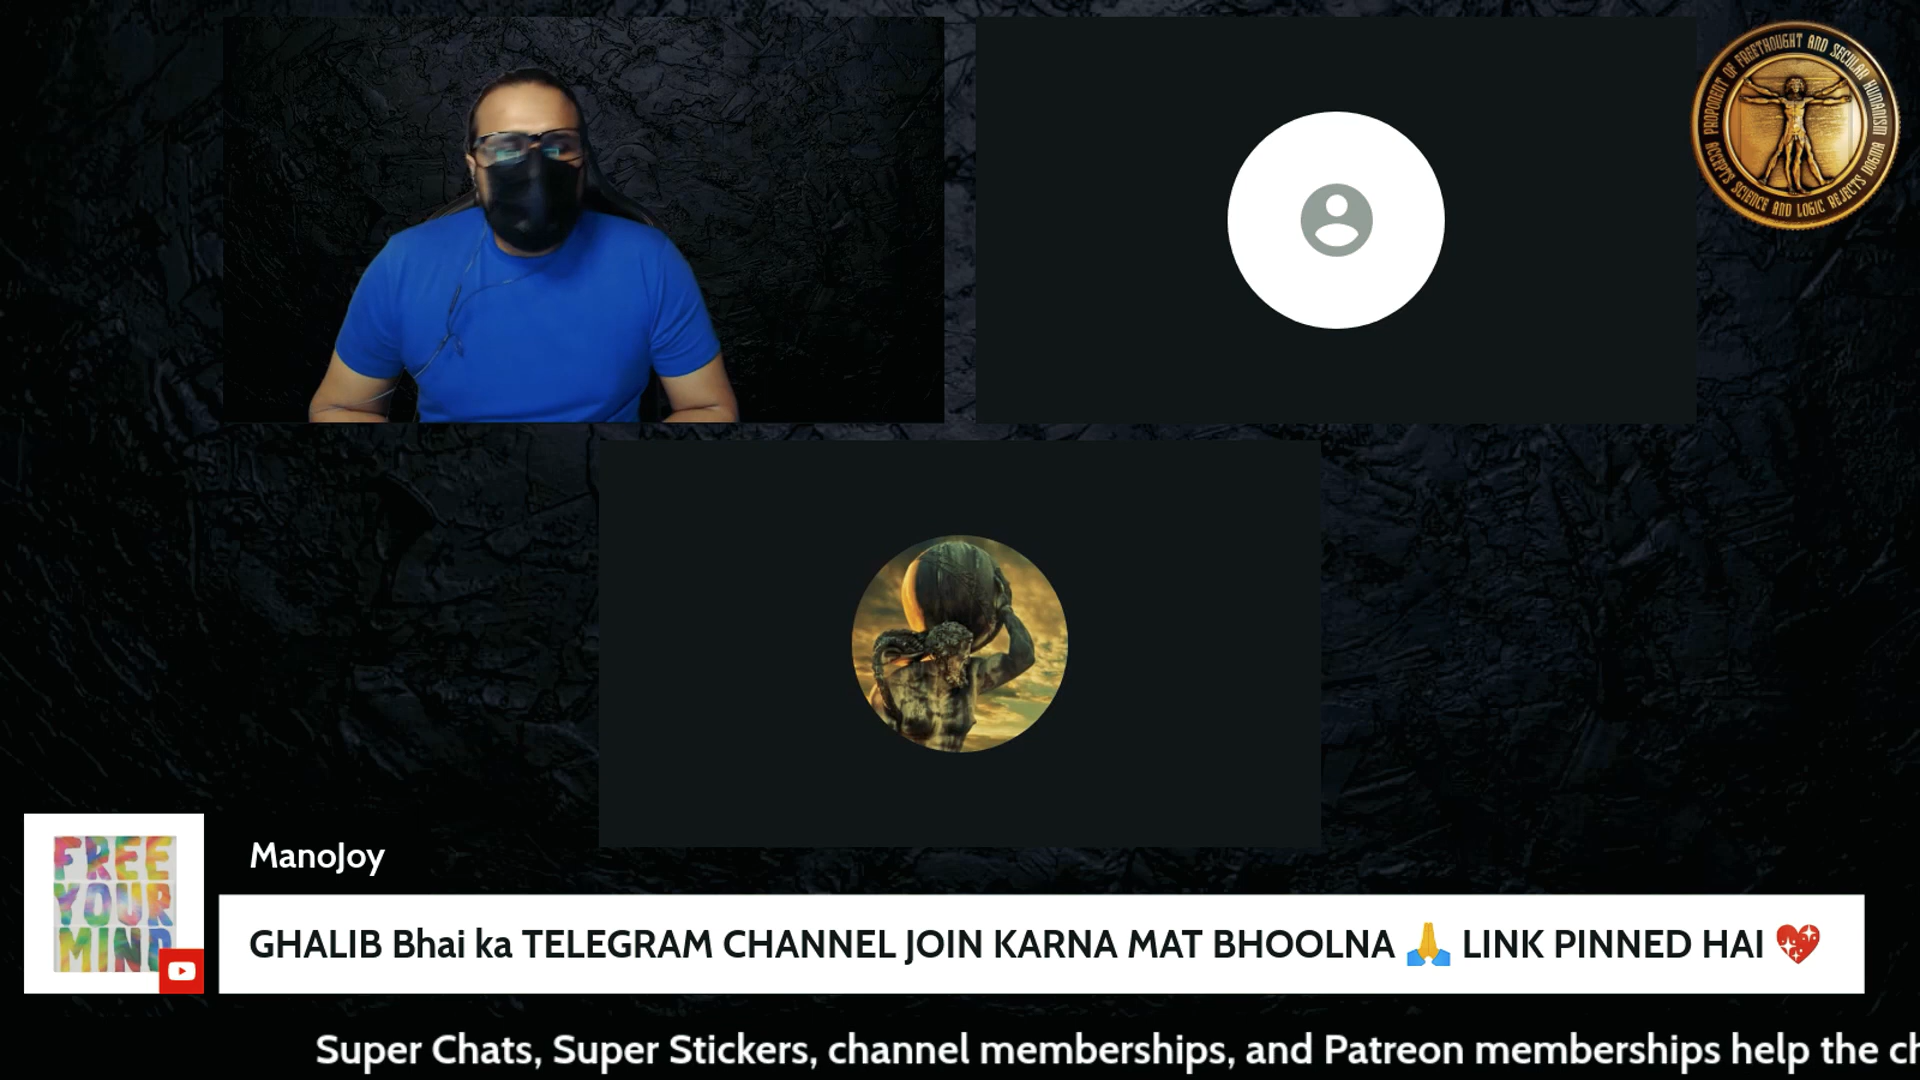 PROPONENT OF FREETHOUGHT AND SECULAR HUMANISM
ACCEPTS SCIENCE AND LOGIC REJECTS DOGMA
FREE
YOUR
MIND
ManoJoy
GHALIB Bhai ka TELEGRAM CHANNEL JOIN KARNA MAT BHOOLNA 🙏 LINK PINNED HAI 💖
Super Chats, Super Stickers, channel memberships, and Patreon memberships help the ch